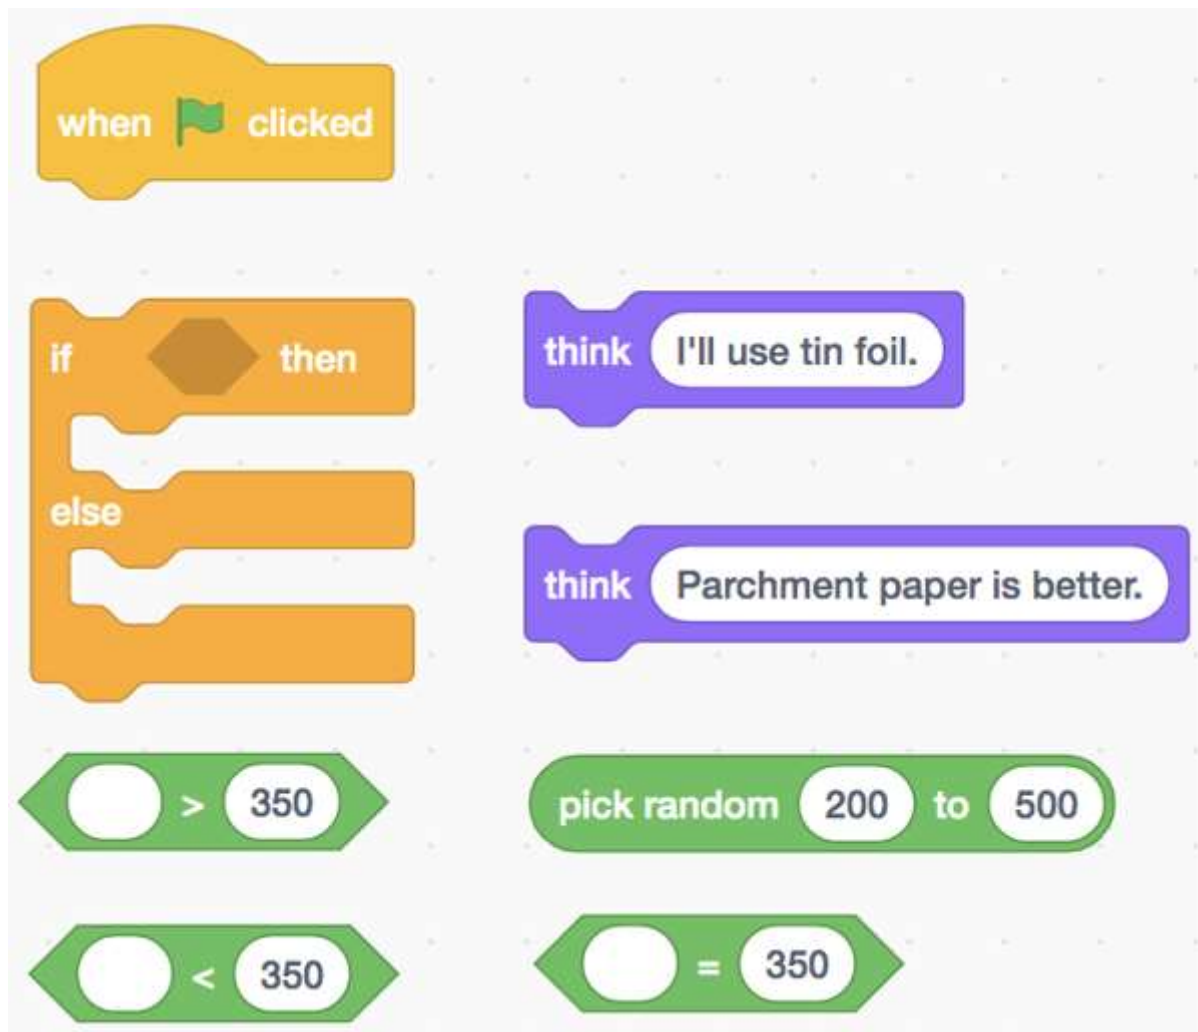 when clicked
if then
think I'll use tin foil.
else
think Parchment paper is better.
> 350
pick random 200 to 500
< 350
= 350